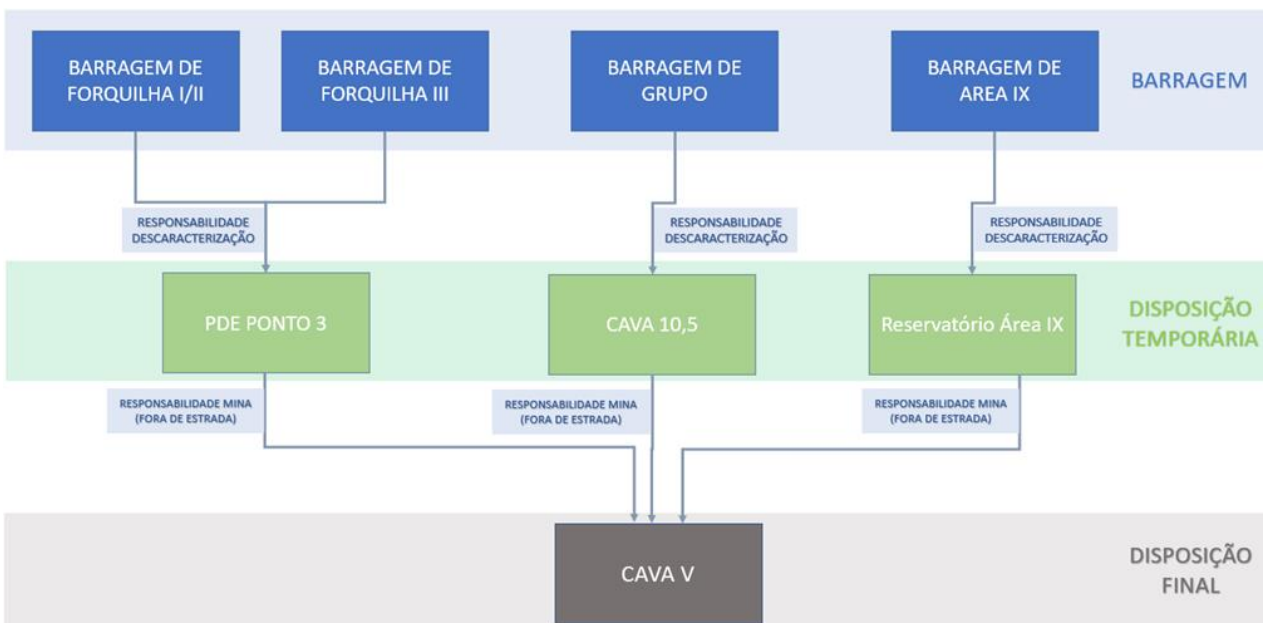 BARRAGEM DE
FORQUILHA I/II
BARRAGEM DE
FORQUILHA III
BARRAGEM DE
GRUPO
BARRAGEM DE
AREA IX
BARRAGEM
RESPONSABILIDADE
DESCARACTERIZAÇÃO
RESPONSABILIDADE
DESCARACTERIZAÇÃO
RESPONSABILIDADE
DESCARACTERIZAÇÃO
PDE PONTO 3
CAVA 10,5
Reservatório Área IX
DISPOSIÇÃO
TEMPORÁRIA
RESPONSABILIDADE MINA
(FORA DE ESTRADA)
RESPONSABILIDADE MINA
(FORA DE ESTRADA)
RESPONSABILIDADE MINA
(FORA DE ESTRADA)
CAVA V
DISPOSIÇÃO
FINAL